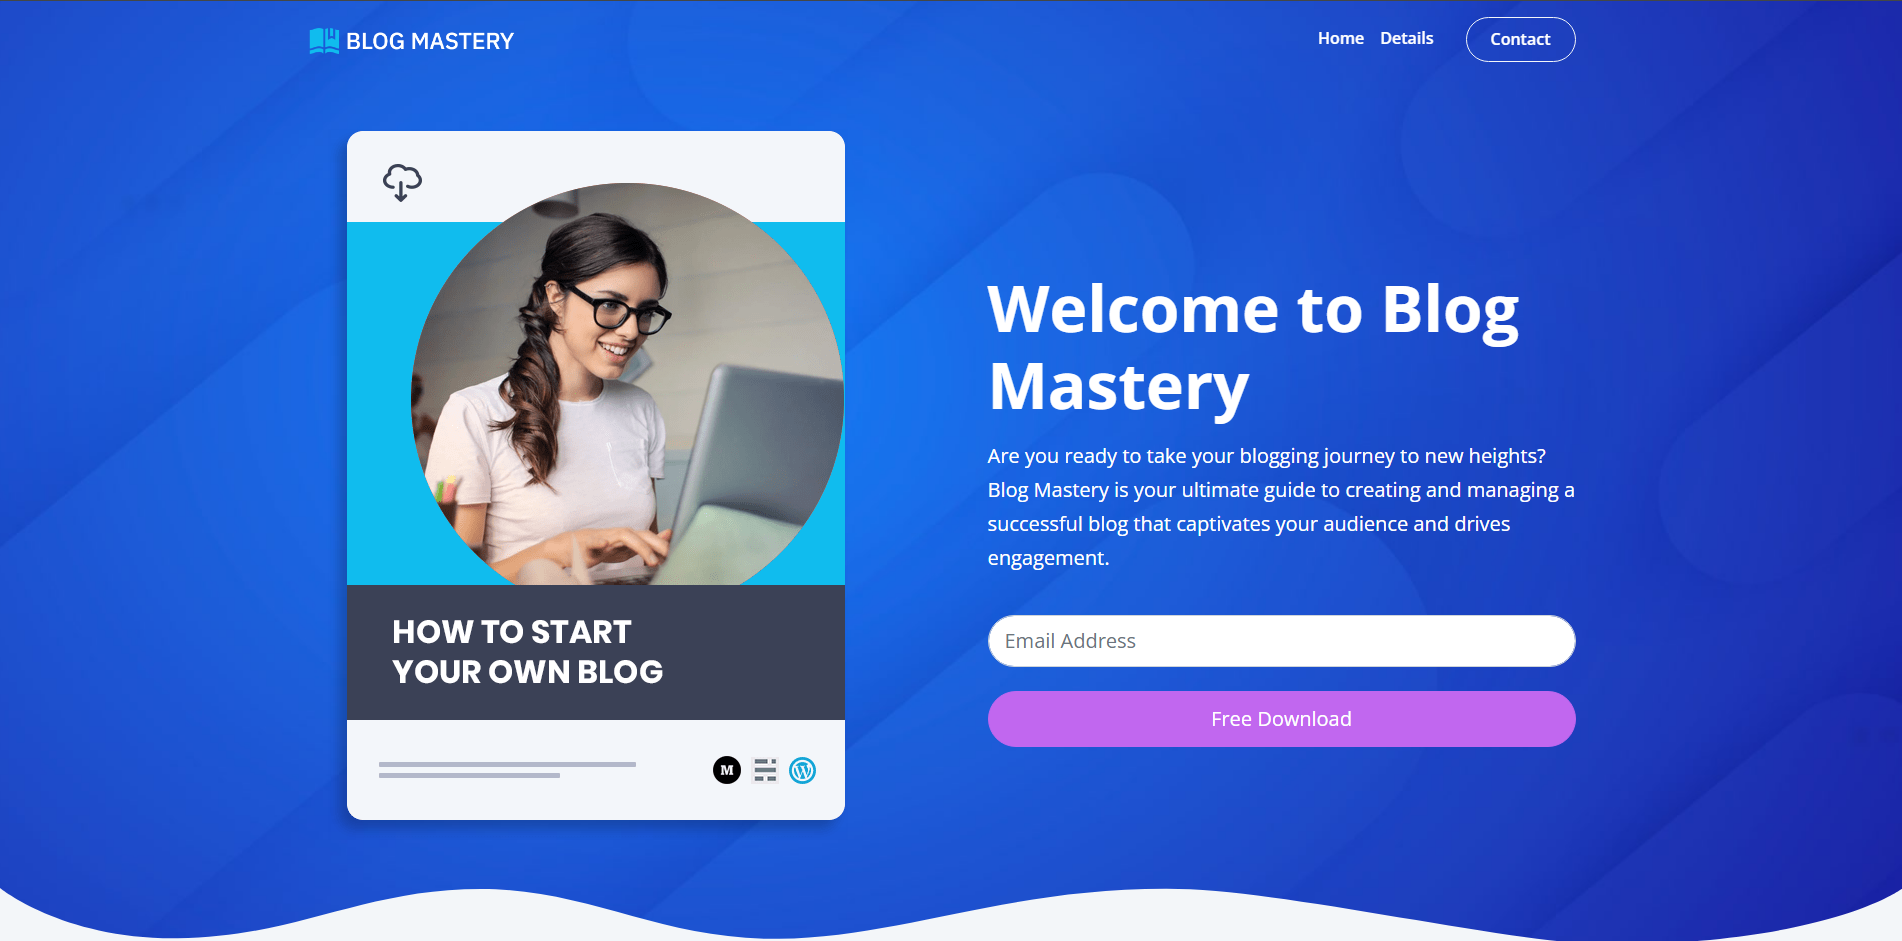 BLOG MASTERY
Home Details Contact
Welcome to Blog
Mastery
Are you ready to take your blogging journey to new heights?
Blog Mastery is your ultimate guide to creating and managing a
successful blog that captivates your audience and drives
engagement.
Email Address
Free Download
HOW TO START
YOUR OWN BLOG
M
W